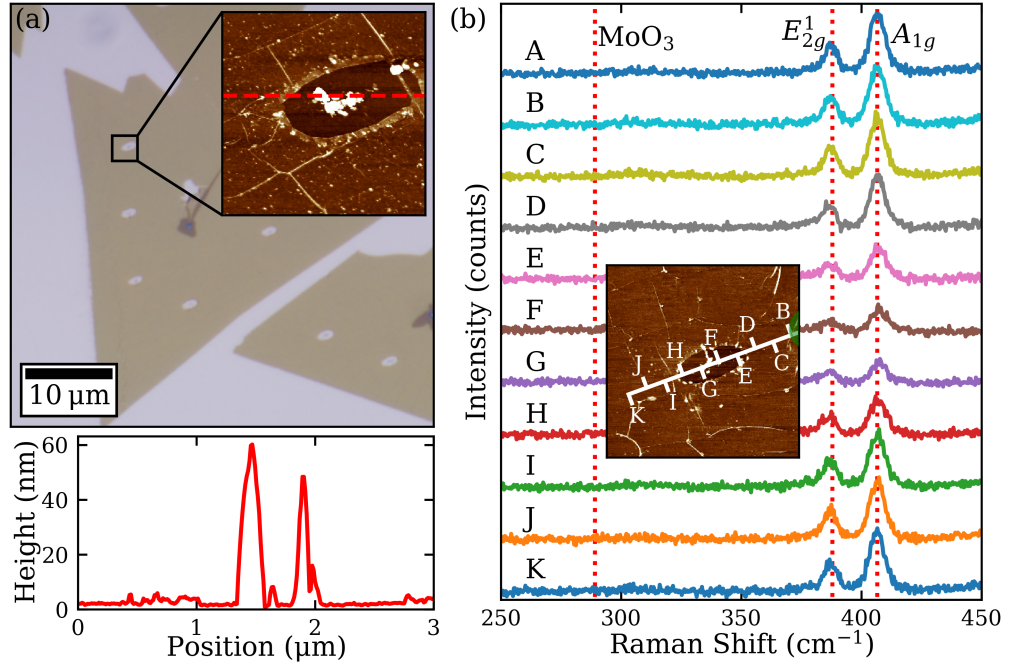 (a)
10 μm
Height (nm)
60
40
20
0
0
1
2
3
Position (μm)
(b)
Intensity (counts)
MoO₃
E¹₂g
A₁g
A
B
C
D
E
F
G
H
I
J
K
B
D
F
C
H
E
J
G
I
K
250
300
350
400
450
Raman Shift (cm⁻¹)